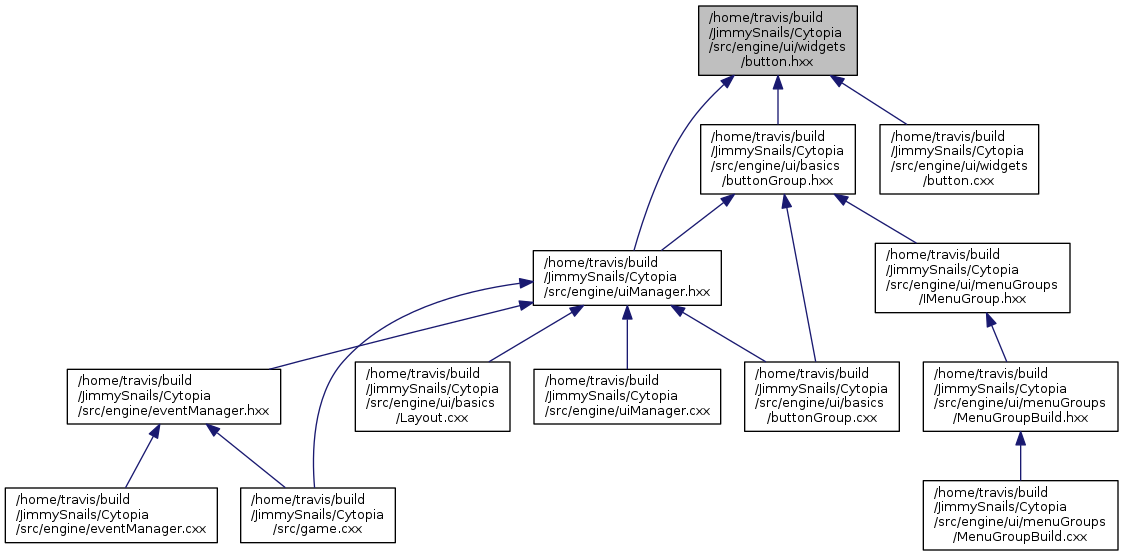 /home/travis/build
/JimmySnails/Cytopia
/src/engine/ui/widgets
/button.hxx
/home/travis/build
/JimmySnails/Cytopia
/src/engine/ui/basics
/buttonGroup.hxx
/home/travis/build
/JimmySnails/Cytopia
/src/engine/ui/widgets
/button.cxx
/home/travis/build
/JimmySnails/Cytopia
/src/engine/uiManager.hxx
/home/travis/build
/JimmySnails/Cytopia
/src/engine/ui/menuGroups
/IMenuGroup.hxx
/home/travis/build
/JimmySnails/Cytopia
/src/engine/eventManager.hxx
/home/travis/build
/JimmySnails/Cytopia
/src/engine/ui/basics
/Layout.cxx
/home/travis/build
/JimmySnails/Cytopia
/src/engine/uiManager.cxx
/home/travis/build
/JimmySnails/Cytopia
/src/engine/ui/basics
/buttonGroup.cxx
/home/travis/build
/JimmySnails/Cytopia
/src/engine/ui/menuGroups
/MenuGroupBuild.hxx
/home/travis/build
/JimmySnails/Cytopia
/src/engine/eventManager.cxx
/home/travis/build
/JimmySnails/Cytopia
/src/game.cxx
/home/travis/build
/JimmySnails/Cytopia
/src/engine/ui/menuGroups
/MenuGroupBuild.cxx